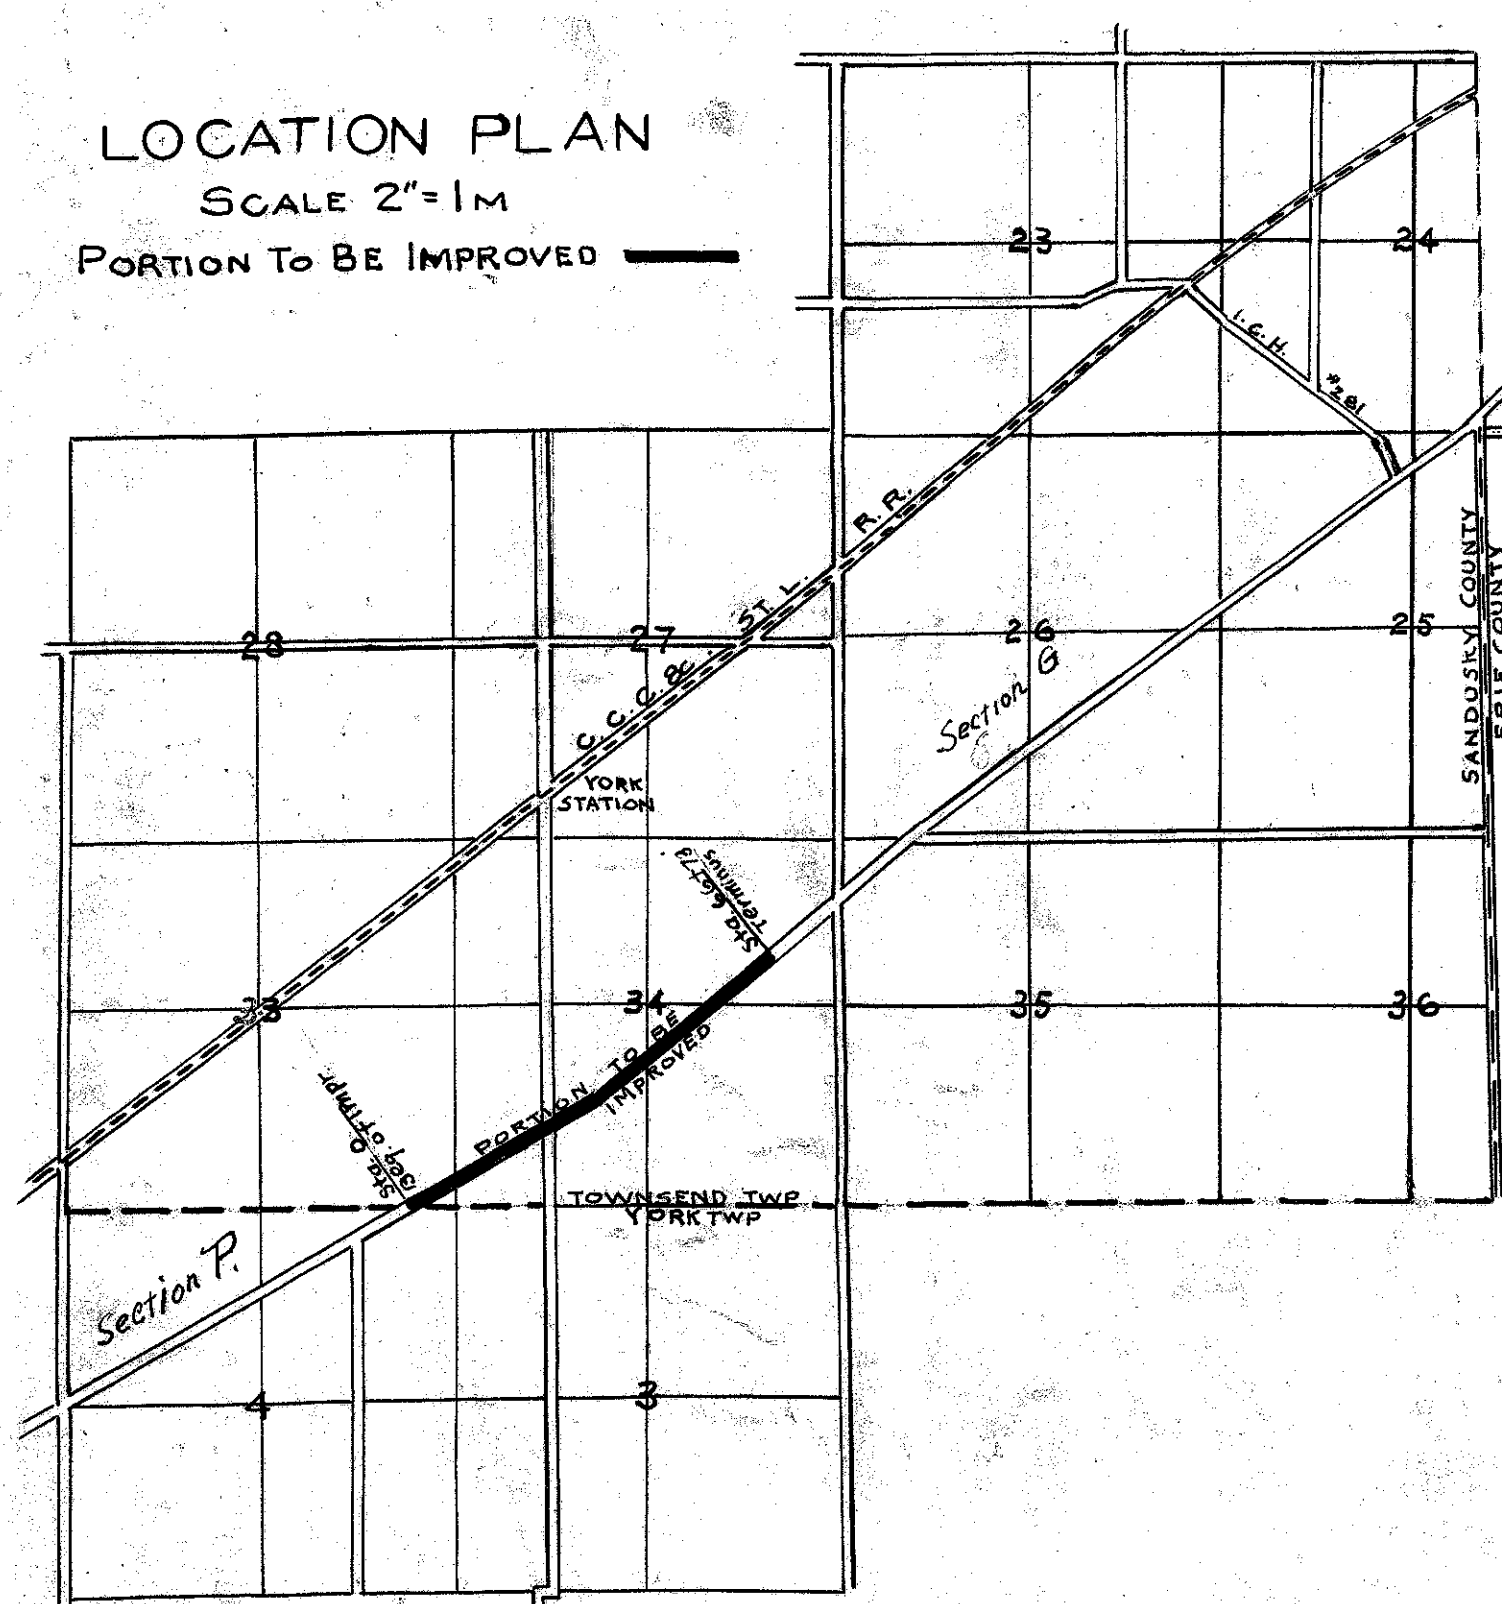 LOCATION PLAN
SCALE 2"=1M
PORTION TO BE IMPROVED
23
24
I.C.H.
#281
R.R.
ST. L.
C. C. C. &
28
27
26
25
Section G
SANDUSKY COUNTY
ERIE COUNTY
YORK
STATION
Sta. 66+73
Terminus
33
34
35
36
PORTION TO BE
IMPROVED
Sta. 0
Beg. of Impr.
TOWNSEND TWP
YORK TWP
Section P.
4
3